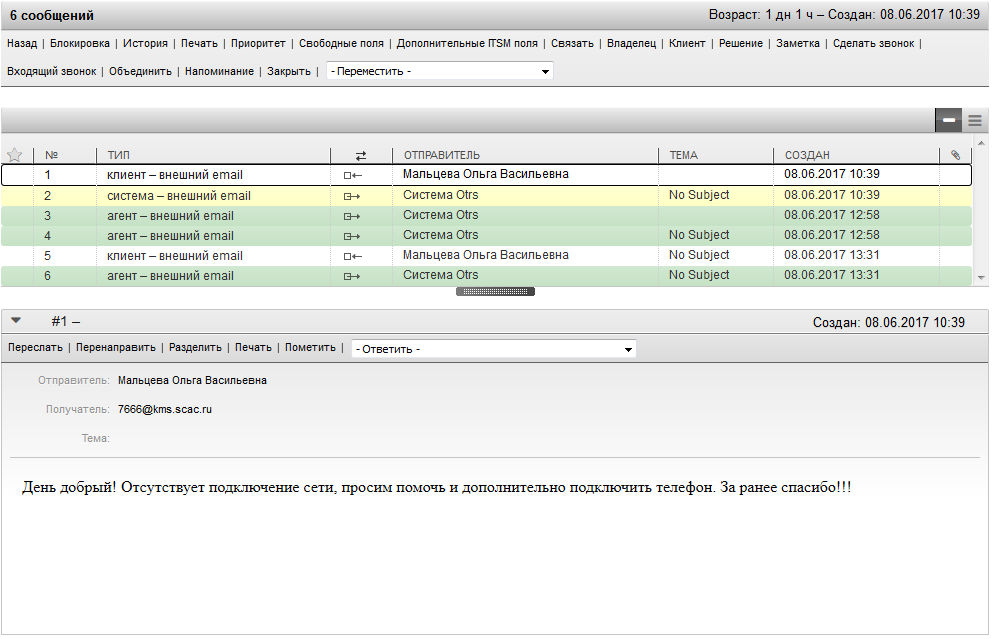 6 сообщений Возраст: 1 дн 1 ч – Создан: 08.06.2017 10:39
Назад | Блокировка | История | Печать | Приоритет | Свободные поля | Дополнительные ITSM поля | Связать | Владелец | Клиент | Решение | Заметка | Сделать звонок |
Входящий звонок | Объединить | Напоминание | Закрыть | - Переместить -
№ ТИП ОТПРАВИТЕЛЬ ТЕМА СОЗДАН
1 клиент – внешний email Мальцева Ольга Васильевна 08.06.2017 10:39
2 система – внешний email Система Otrs No Subject 08.06.2017 10:39
3 агент – внешний email Система Otrs 08.06.2017 12:58
4 агент – внешний email Система Otrs No Subject 08.06.2017 12:58
5 клиент – внешний email Мальцева Ольга Васильевна No Subject 08.06.2017 13:31
6 агент – внешний email Система Otrs No Subject 08.06.2017 13:31
#1 – Создан: 08.06.2017 10:39
Переслать | Перенаправить | Разделить | Печать | Пометить | - Ответить -
Отправитель: Мальцева Ольга Васильевна
Получатель: 7666@kms.scac.ru
Тема:
День добрый! Отсутствует подключение сети, просим помочь и дополнительно подключить телефон. За ранее спасибо!!!